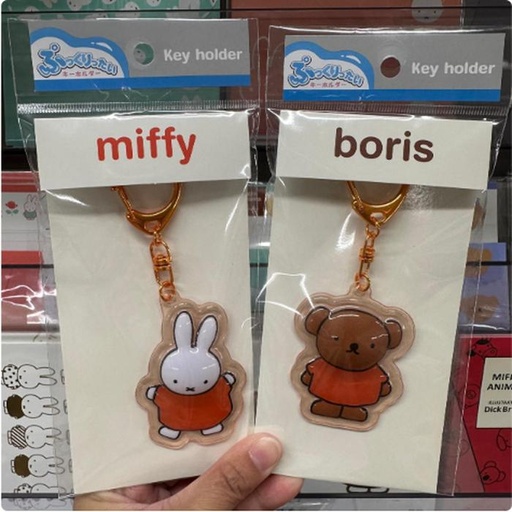 ぷっくりったい
キーホルダー
Key holder
miffy
ぷっくりったい
キーホルダー
Key holder
boris
MIFF
ANIM
ILLUSTRAT
Dick Br